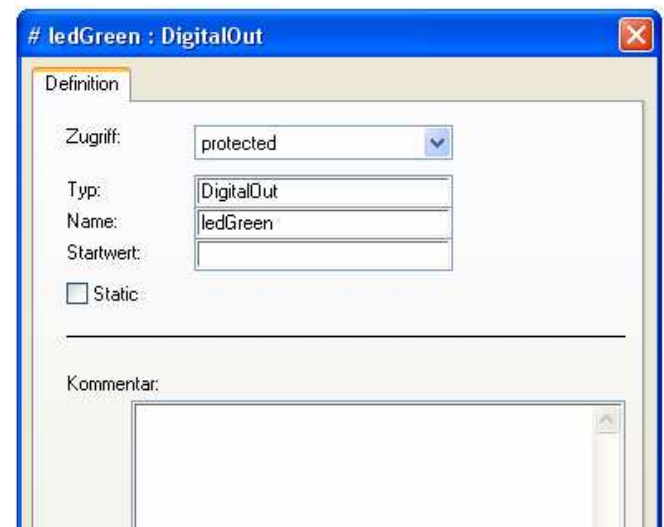 # ledGreen : DigitalOut
Definition
Zugriff: protected
Typ: DigitalOut
Name: ledGreen
Startwert:
Static
Kommentar: